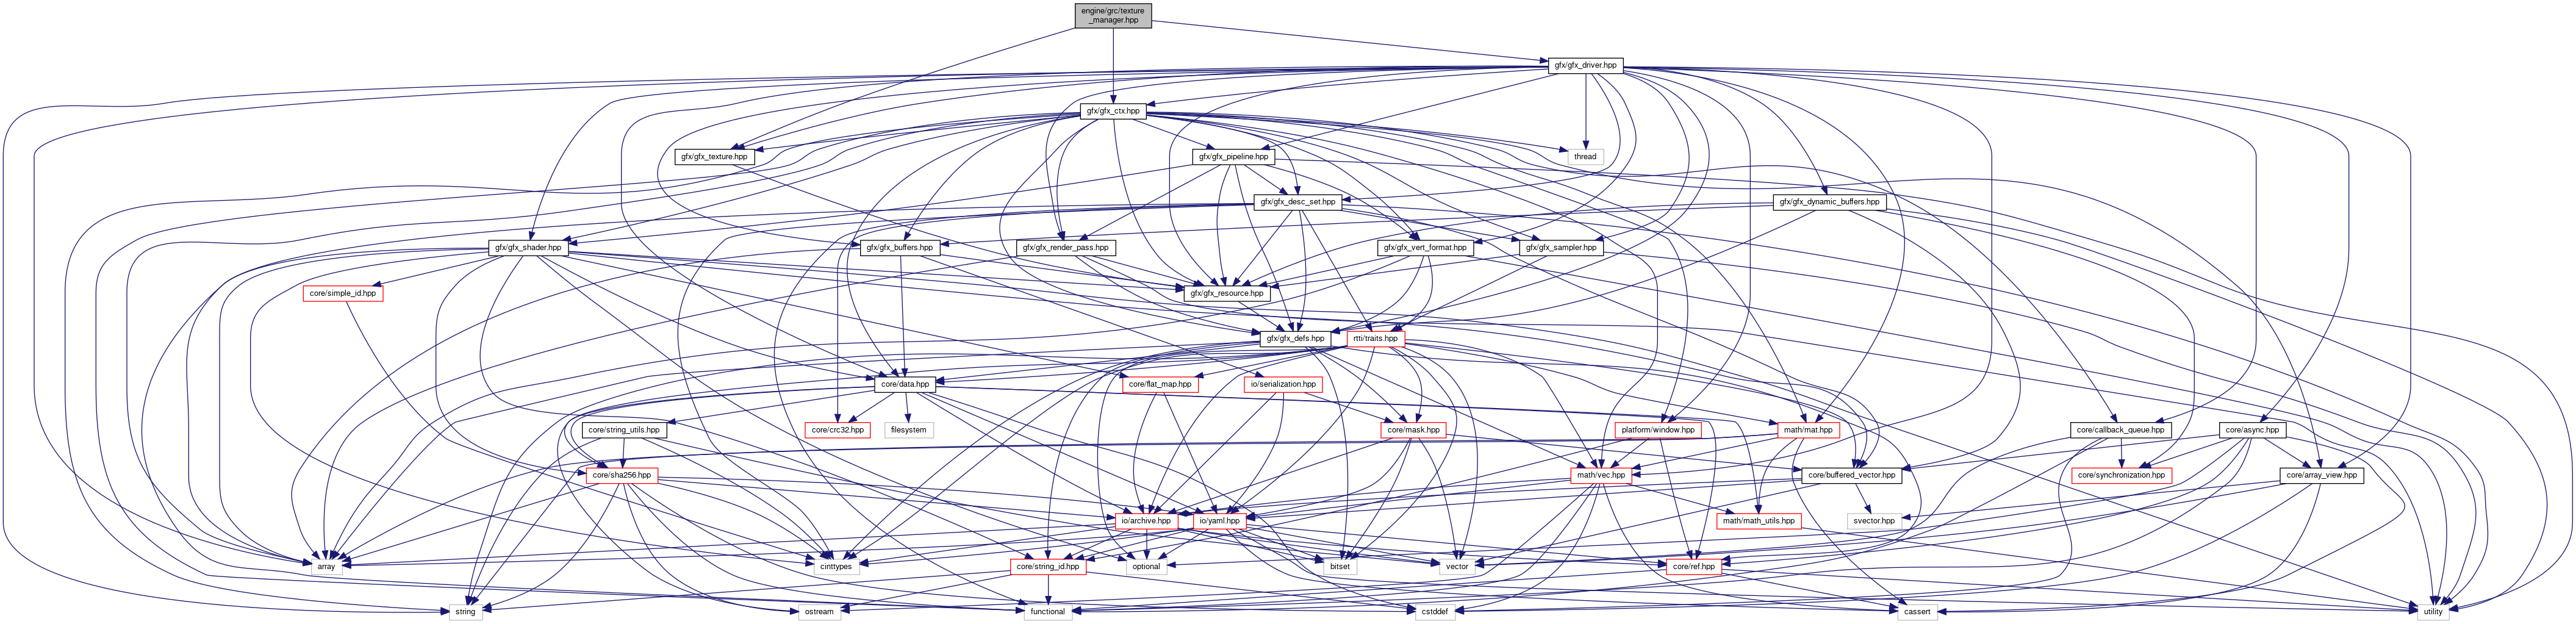 engine/grc/texture
_manager.hpp
gfx/gfx_driver.hpp
gfx/gfx_ctx.hpp
gfx/gfx_texture.hpp
gfx/gfx_pipeline.hpp
thread
gfx/gfx_desc_set.hpp
gfx/gfx_dynamic_buffers.hpp
gfx/gfx_shader.hpp
gfx/gfx_buffers.hpp
gfx/gfx_render_pass.hpp
gfx/gfx_vert_format.hpp
gfx/gfx_sampler.hpp
core/simple_id.hpp
gfx/gfx_resource.hpp
gfx/gfx_defs.hpp
rtti/traits.hpp
core/data.hpp
core/flat_map.hpp
io/serialization.hpp
core/string_utils.hpp
core/crc32.hpp
filesystem
core/mask.hpp
platform/window.hpp
math/mat.hpp
core/callback_queue.hpp
core/async.hpp
core/sha256.hpp
math/vec.hpp
core/buffered_vector.hpp
core/synchronization.hpp
core/array_view.hpp
io/archive.hpp
io/yaml.hpp
math/math_utils.hpp
svector.hpp
array
cinttypes
core/string_id.hpp
optional
bitset
vector
core/ref.hpp
string
ostream
functional
cstddef
cassert
utility